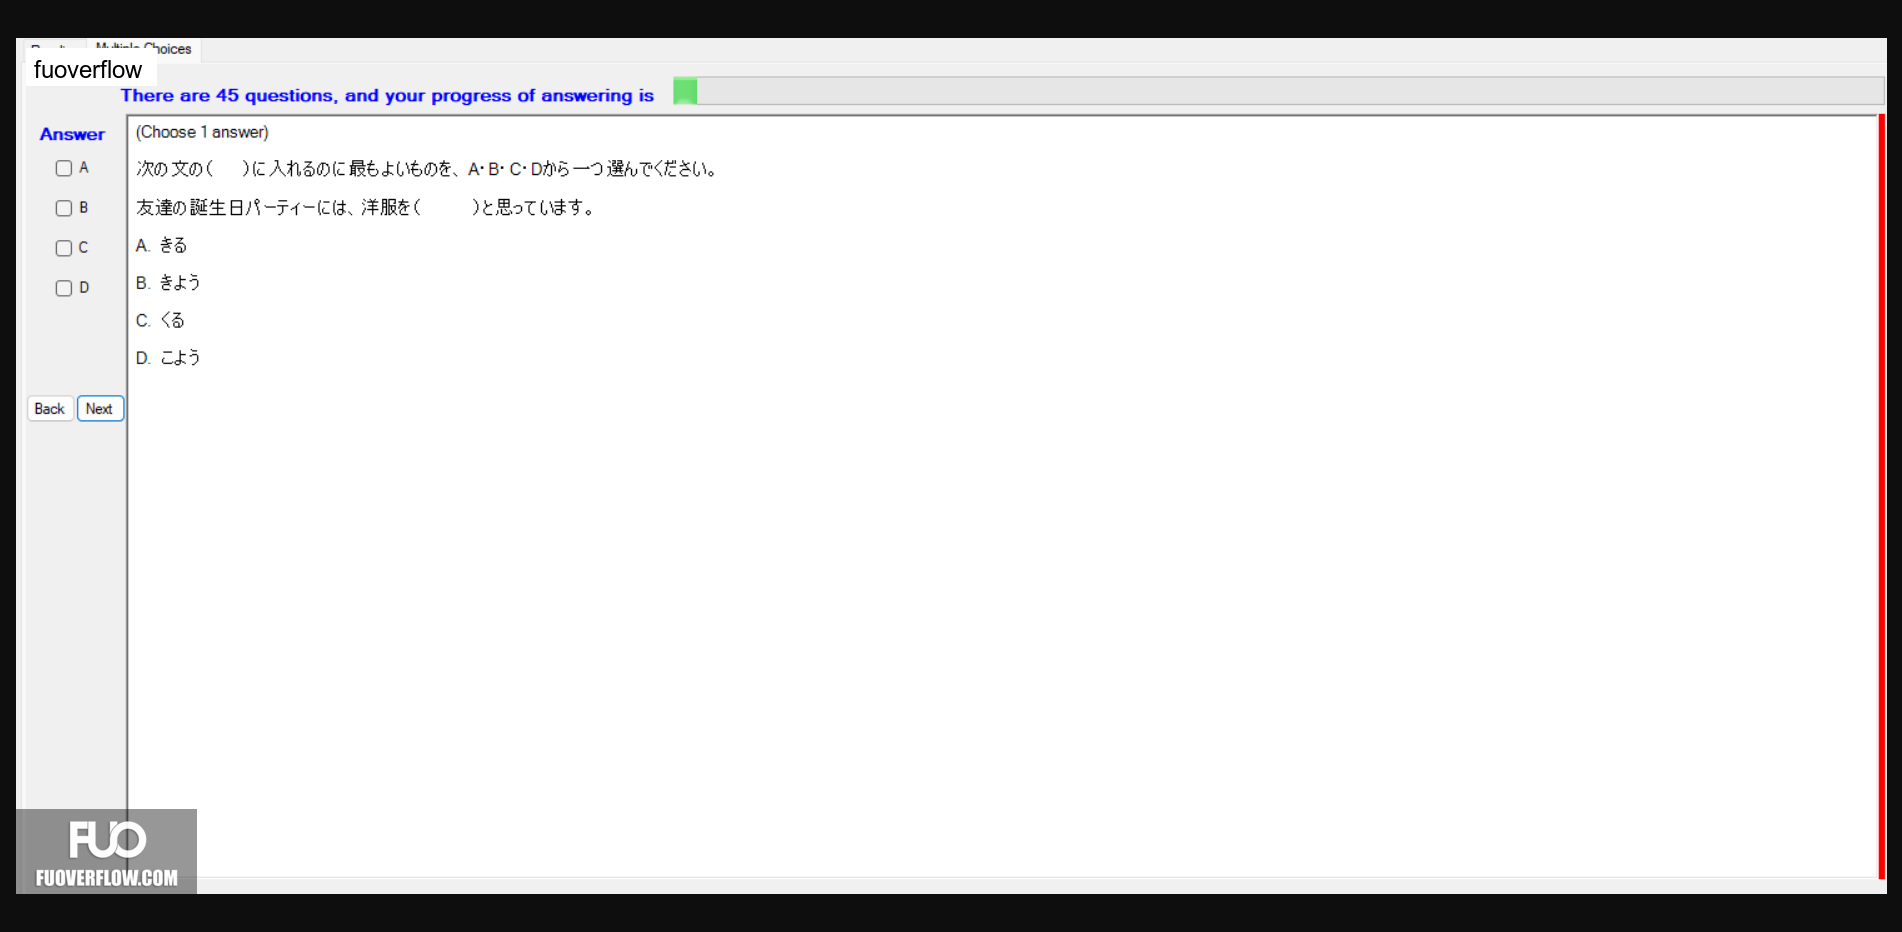 Choices
fuoverflow
There are 45 questions, and your progress of answering is
Answer
(Choose 1 answer)
A
次の文の(　)に入れるのに最もよいものを、A・B・C・Dから一つ選んでください。
B
友達の誕生日パーティーには、洋服を(　　)と思っています。
C
A. きる
D
B. きよう
C. くる
D. こよう
Back
Next
FUO
FUOVERFLOW.COM